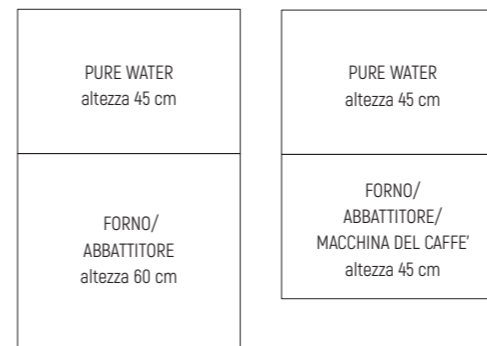 PURE WATER
altezza 45 cm
FORNO/
ABBATTITORE
altezza 60 cm
PURE WATER
altezza 45 cm
FORNO/
ABBATTITORE/
MACCHINA DEL CAFFE'
altezza 45 cm